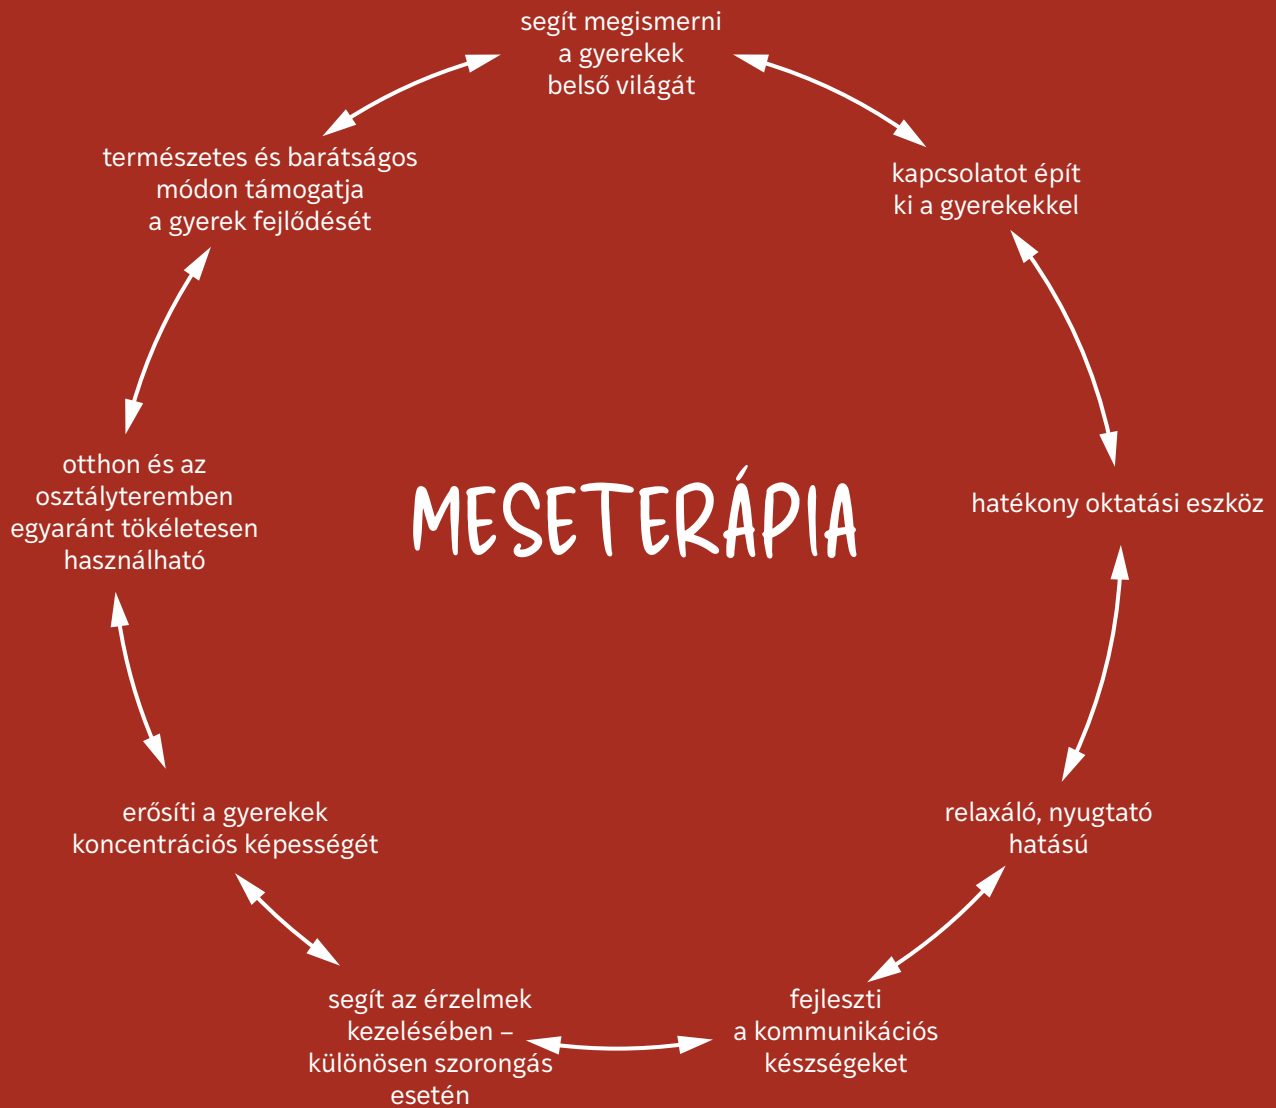 segít megismerni
a gyerekek
belső világát
kapcsolatot épít
ki a gyerekekkel
hatékony oktatási eszköz
relaxáló, nyugtató
hatású
fejleszti
a kommunikációs
készségeket
segít az érzelmek
kezelésében –
különösen szorongás
esetén
erősíti a gyerekek
koncentrációs képességét
otthon és az
osztályteremben
egyaránt tökéletesen
használható
természetes és barátságos
módon támogatja
a gyerek fejlődését
MESETERÁPIA